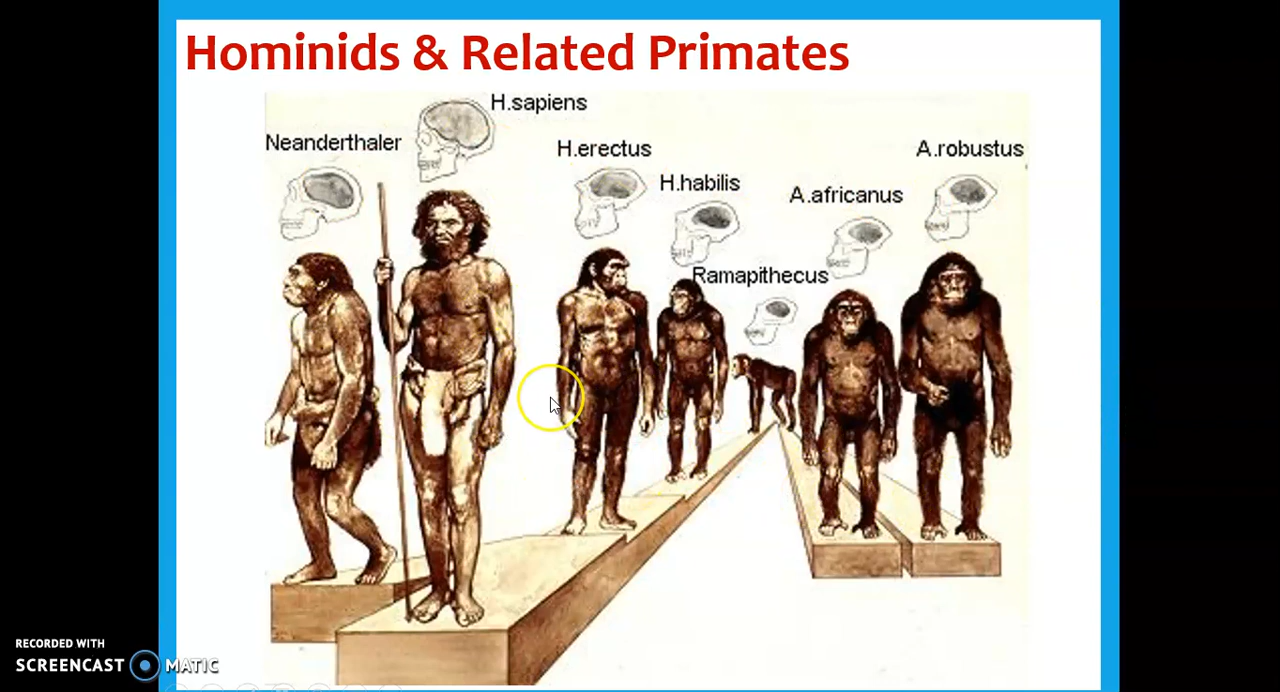 Hominids & Related Primates
H.sapiens
Neanderthaler
H.erectus
A.robustus
H.habilis
A.africanus
Ramapithecus
RECORDED WITH
SCREENCAST MATIC